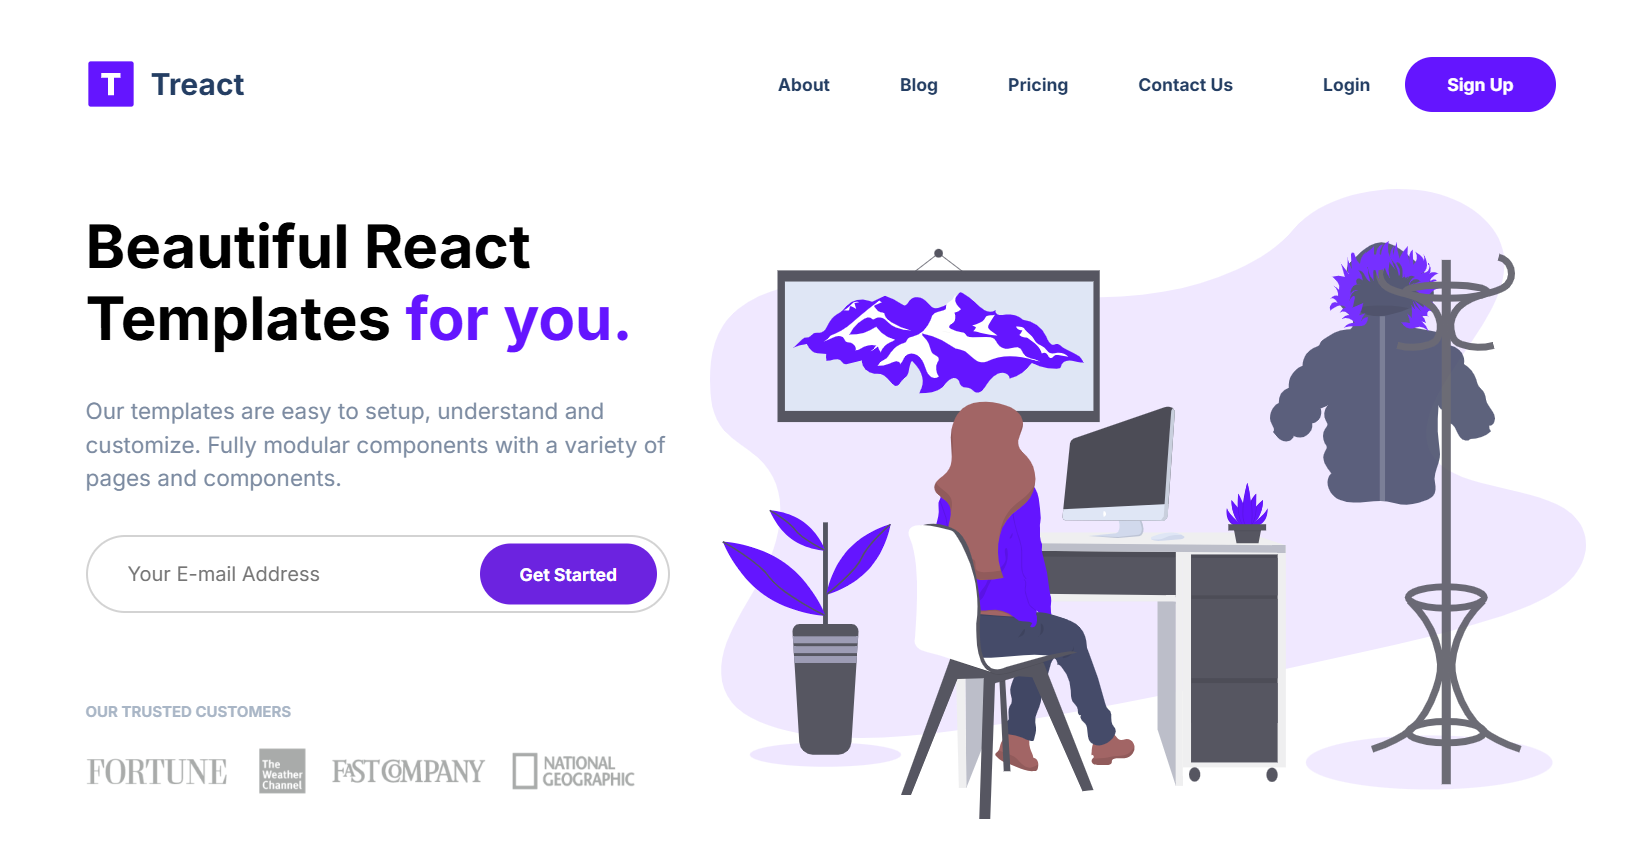 T Treact
About Blog Pricing Contact Us Login Sign Up
Beautiful React
Templates for you.
Our templates are easy to setup, understand and
customize. Fully modular components with a variety of
pages and components.
Your E-mail Address Get Started
OUR TRUSTED CUSTOMERS
FORTUNE
The
Weather
Channel
FAST COMPANY
NATIONAL
GEOGRAPHIC